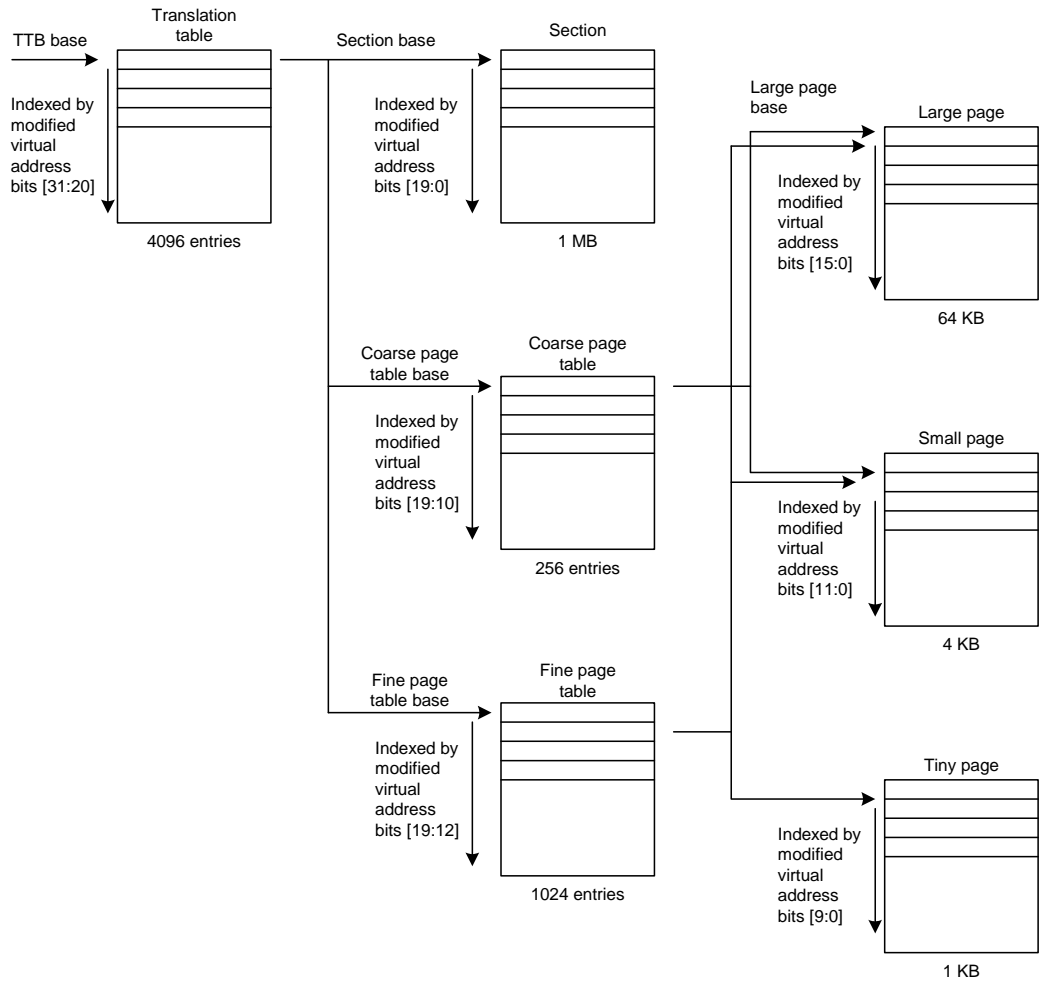 Translation
table
TTB base
Indexed by
modified
virtual
address
bits [31:20]
4096 entries
Section base
Section
Indexed by
modified
virtual
address
bits [19:0]
1 MB
Coarse page
table base
Coarse page
table
Indexed by
modified
virtual
address
bits [19:10]
256 entries
Fine page
table base
Fine page
table
Indexed by
modified
virtual
address
bits [19:12]
1024 entries
Large page
base
Large page
Indexed by
modified
virtual
address
bits [15:0]
64 KB
Small page
Indexed by
modified
virtual
address
bits [11:0]
4 KB
Tiny page
Indexed by
modified
virtual
address
bits [9:0]
1 KB